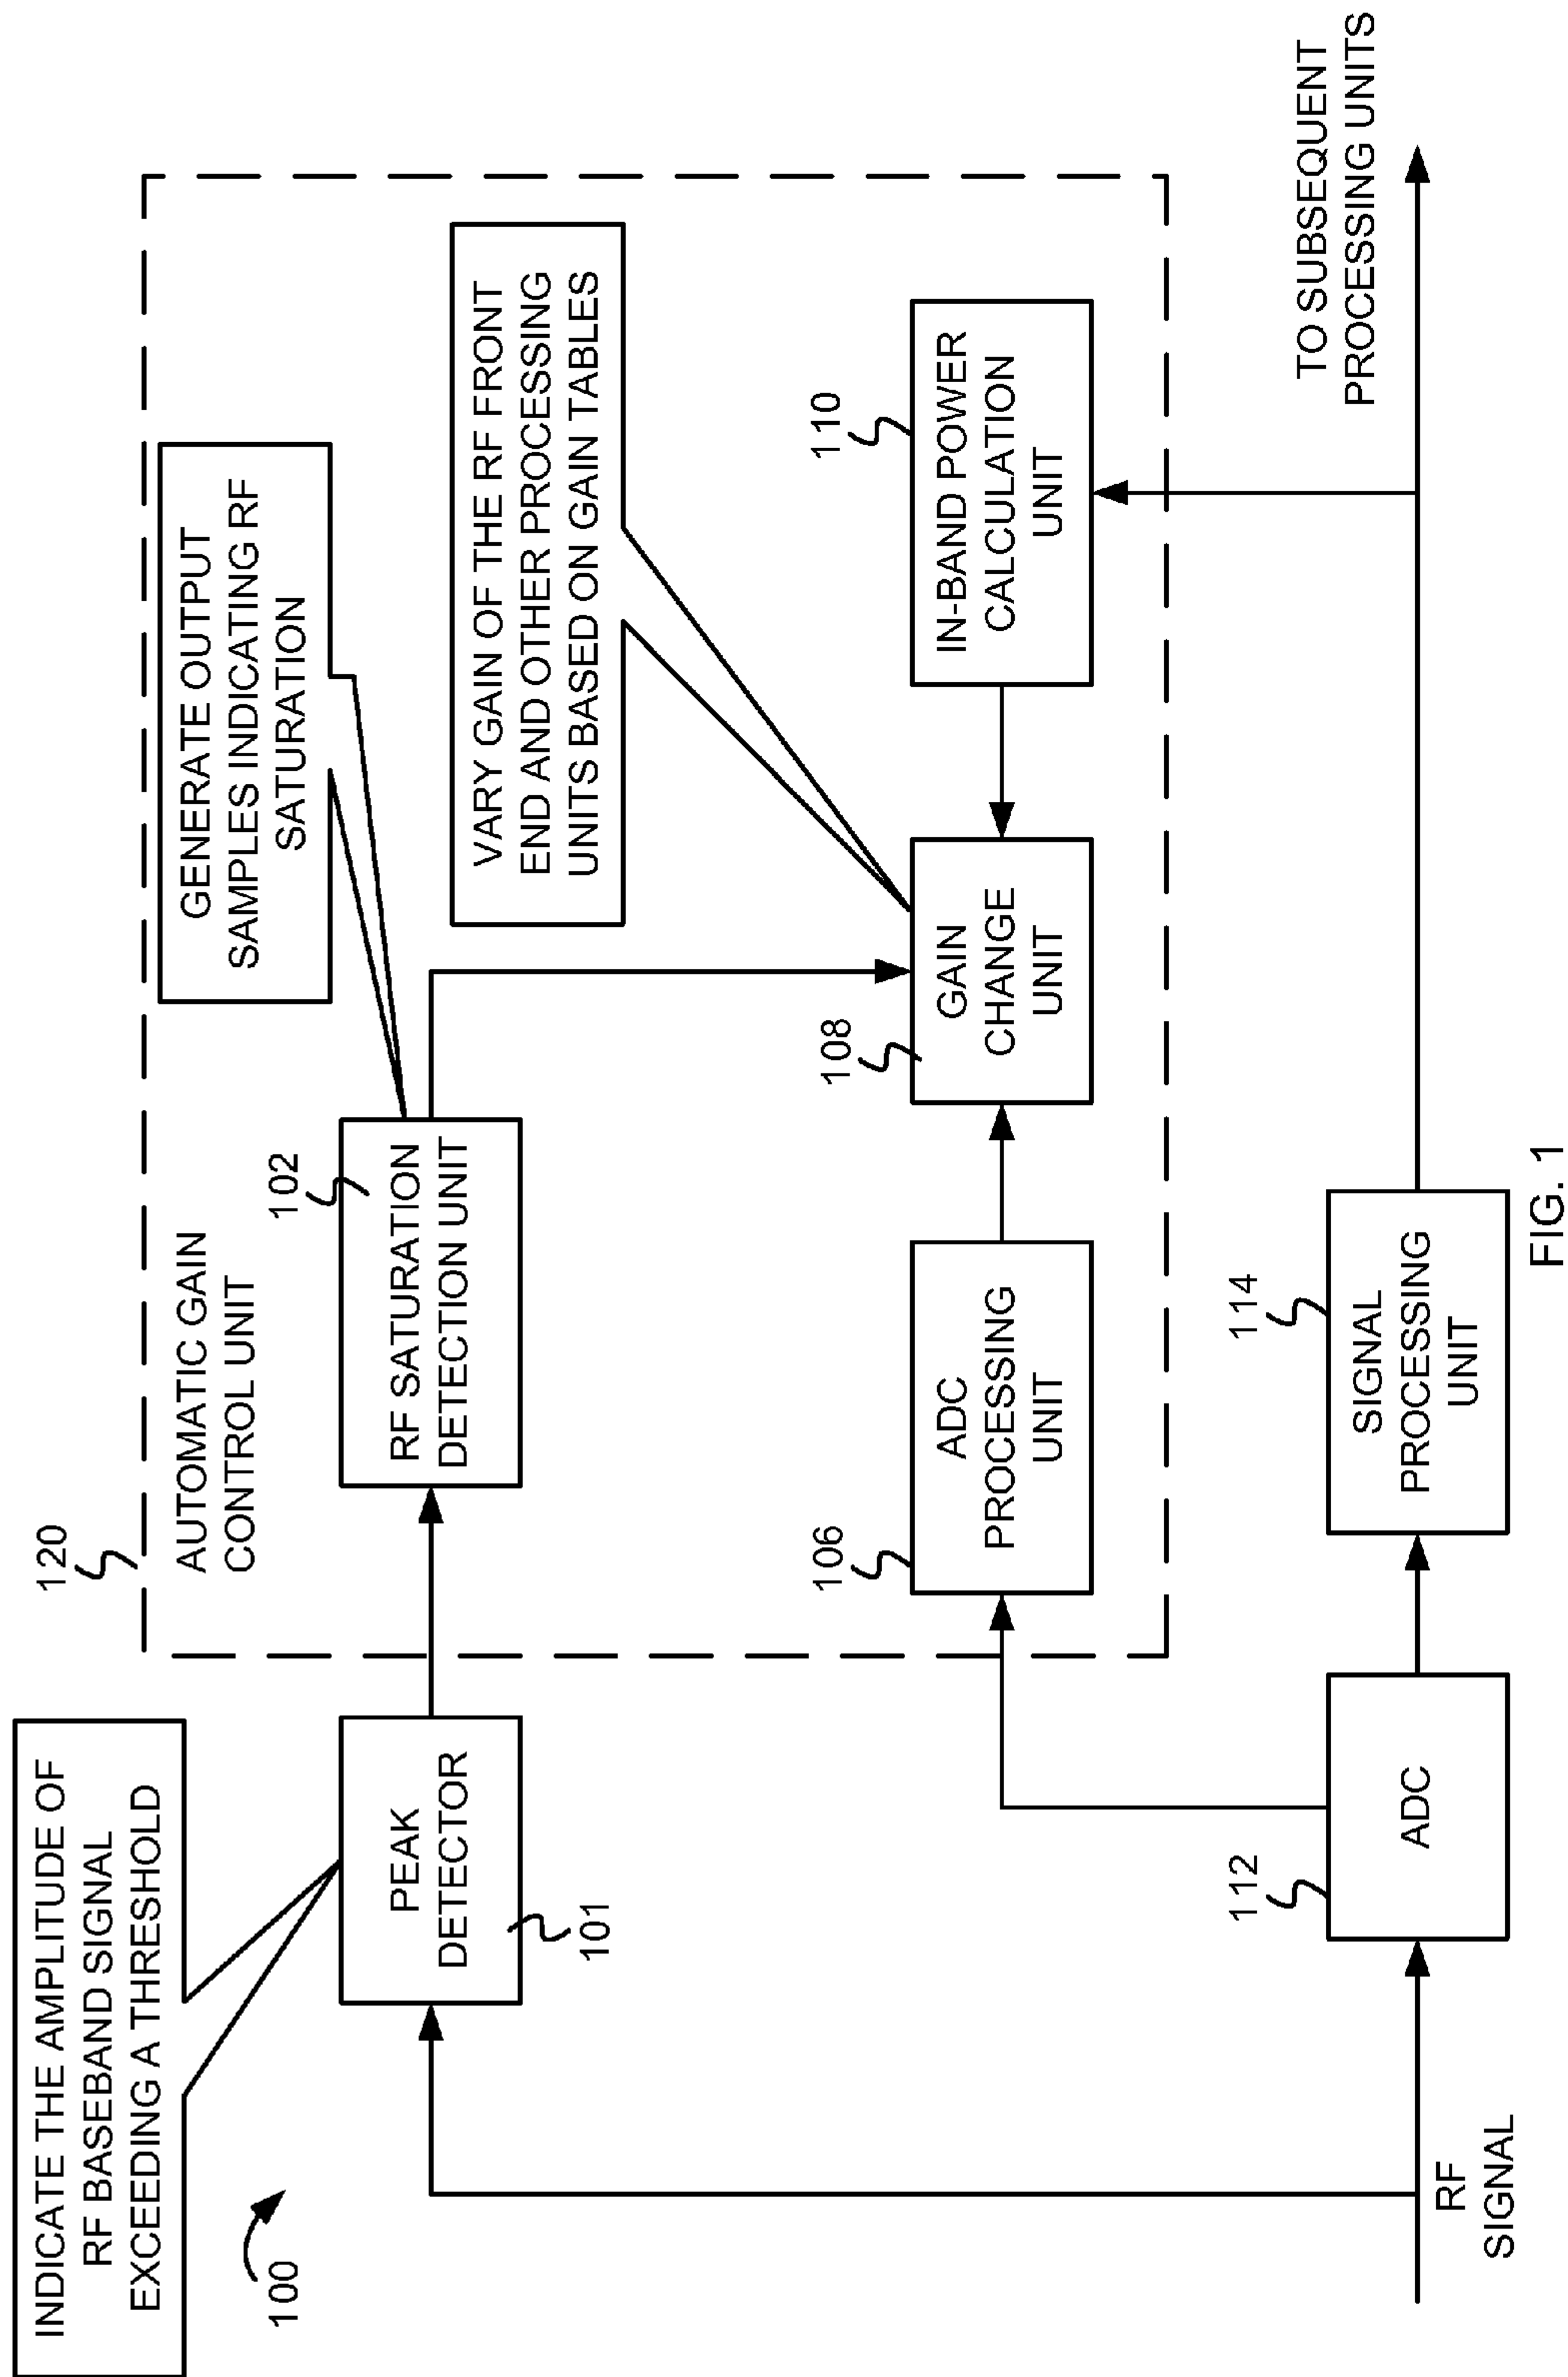 INDICATE THE AMPLITUDE OF
RF BASEBAND SIGNAL
EXCEEDING A THRESHOLD
100
PEAK
DETECTOR
101
120
AUTOMATIC GAIN
CONTROL UNIT
102
RF SATURATION
DETECTION UNIT
GENERATE OUTPUT
SAMPLES INDICATING RF
SATURATION
VARY GAIN OF THE RF FRONT
END AND OTHER PROCESSING
UNITS BASED ON GAIN TABLES
106
ADC
PROCESSING
UNIT
108
GAIN
CHANGE
UNIT
110
IN-BAND POWER
CALCULATION
UNIT
RF
SIGNAL
112
ADC
114
SIGNAL
PROCESSING
UNIT
TO SUBSEQUENT
PROCESSING UNITS
FIG. 1